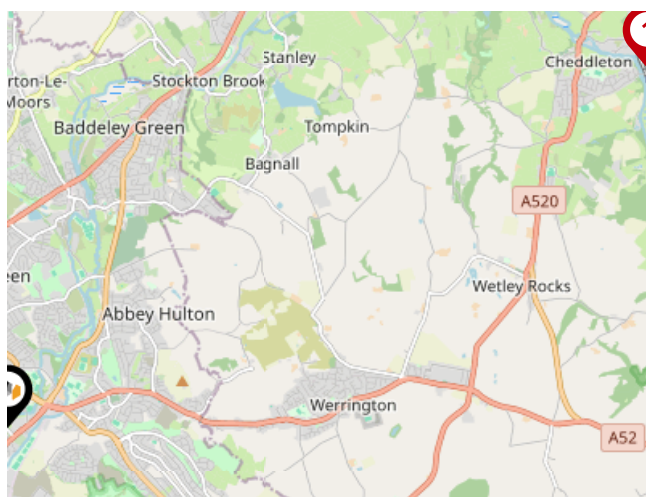 Stanley
Cheddleton
rton-Le-
Moors
Stockton Brook
Baddeley Green
Tompkin
Bagnall
A520
een
Wetley Rocks
Abbey Hulton
Werrington
A52